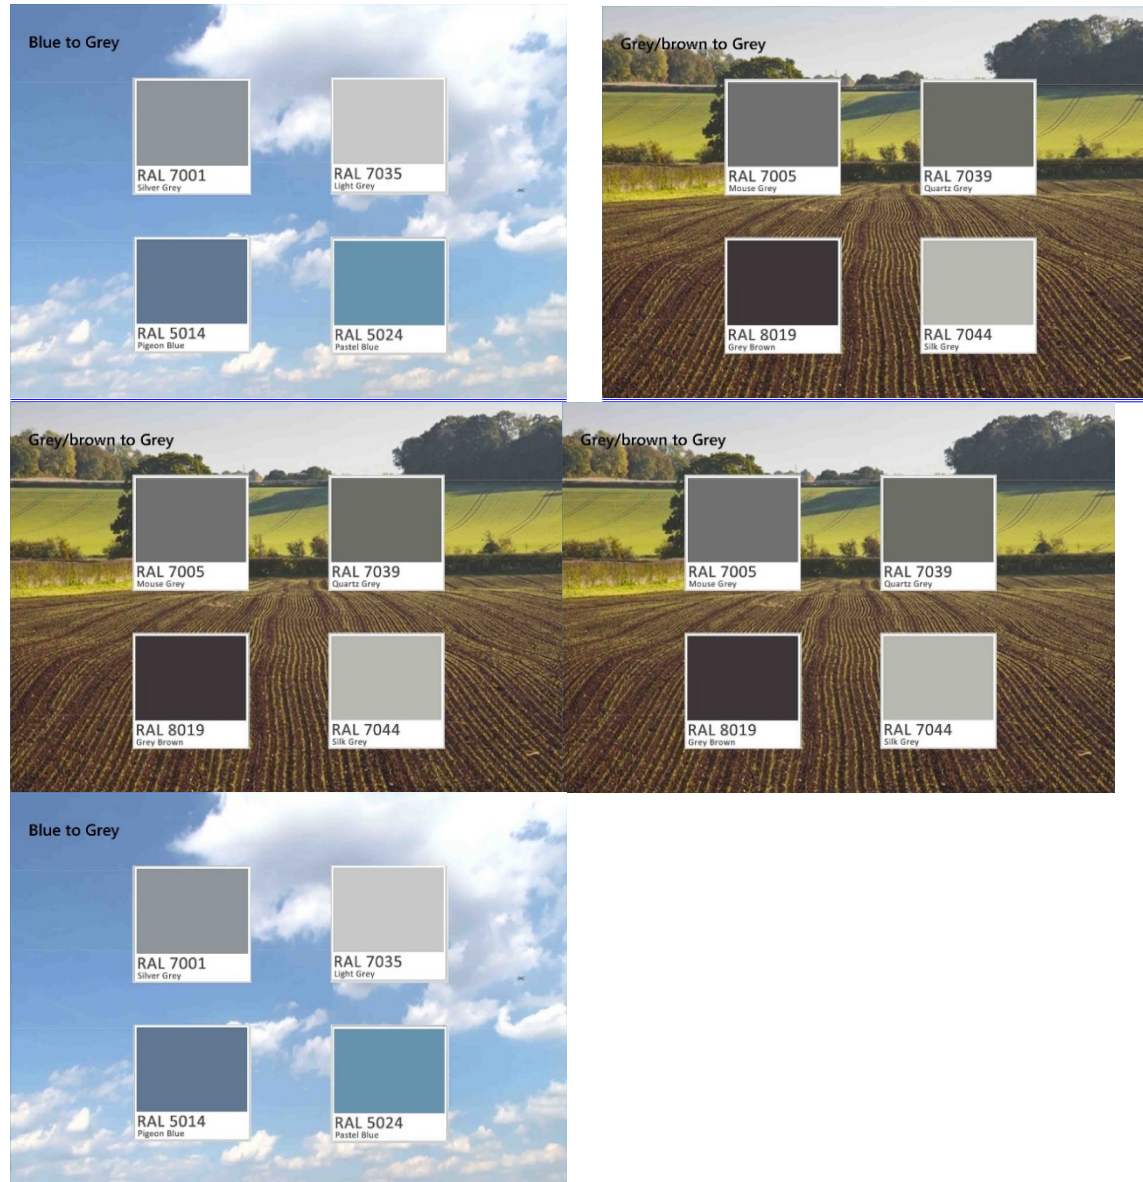 Blue to Grey
RAL 7001
Silver Grey
RAL 7035
Light Grey
RAL 5014
Pigeon Blue
RAL 5024
Pastel Blue
Grey/brown to Grey
RAL 7005
Mouse Grey
RAL 7039
Quartz Grey
RAL 8019
Grey Brown
RAL 7044
Silk Grey
Grey/brown to Grey
RAL 7005
Mouse Grey
RAL 7039
Quartz Grey
RAL 8019
Grey Brown
RAL 7044
Silk Grey
Grey/brown to Grey
RAL 7005
Mouse Grey
RAL 7039
Quartz Grey
RAL 8019
Grey Brown
RAL 7044
Silk Grey
Blue to Grey
RAL 7001
Silver Grey
RAL 7035
Light Grey
RAL 5014
Pigeon Blue
RAL 5024
Pastel Blue